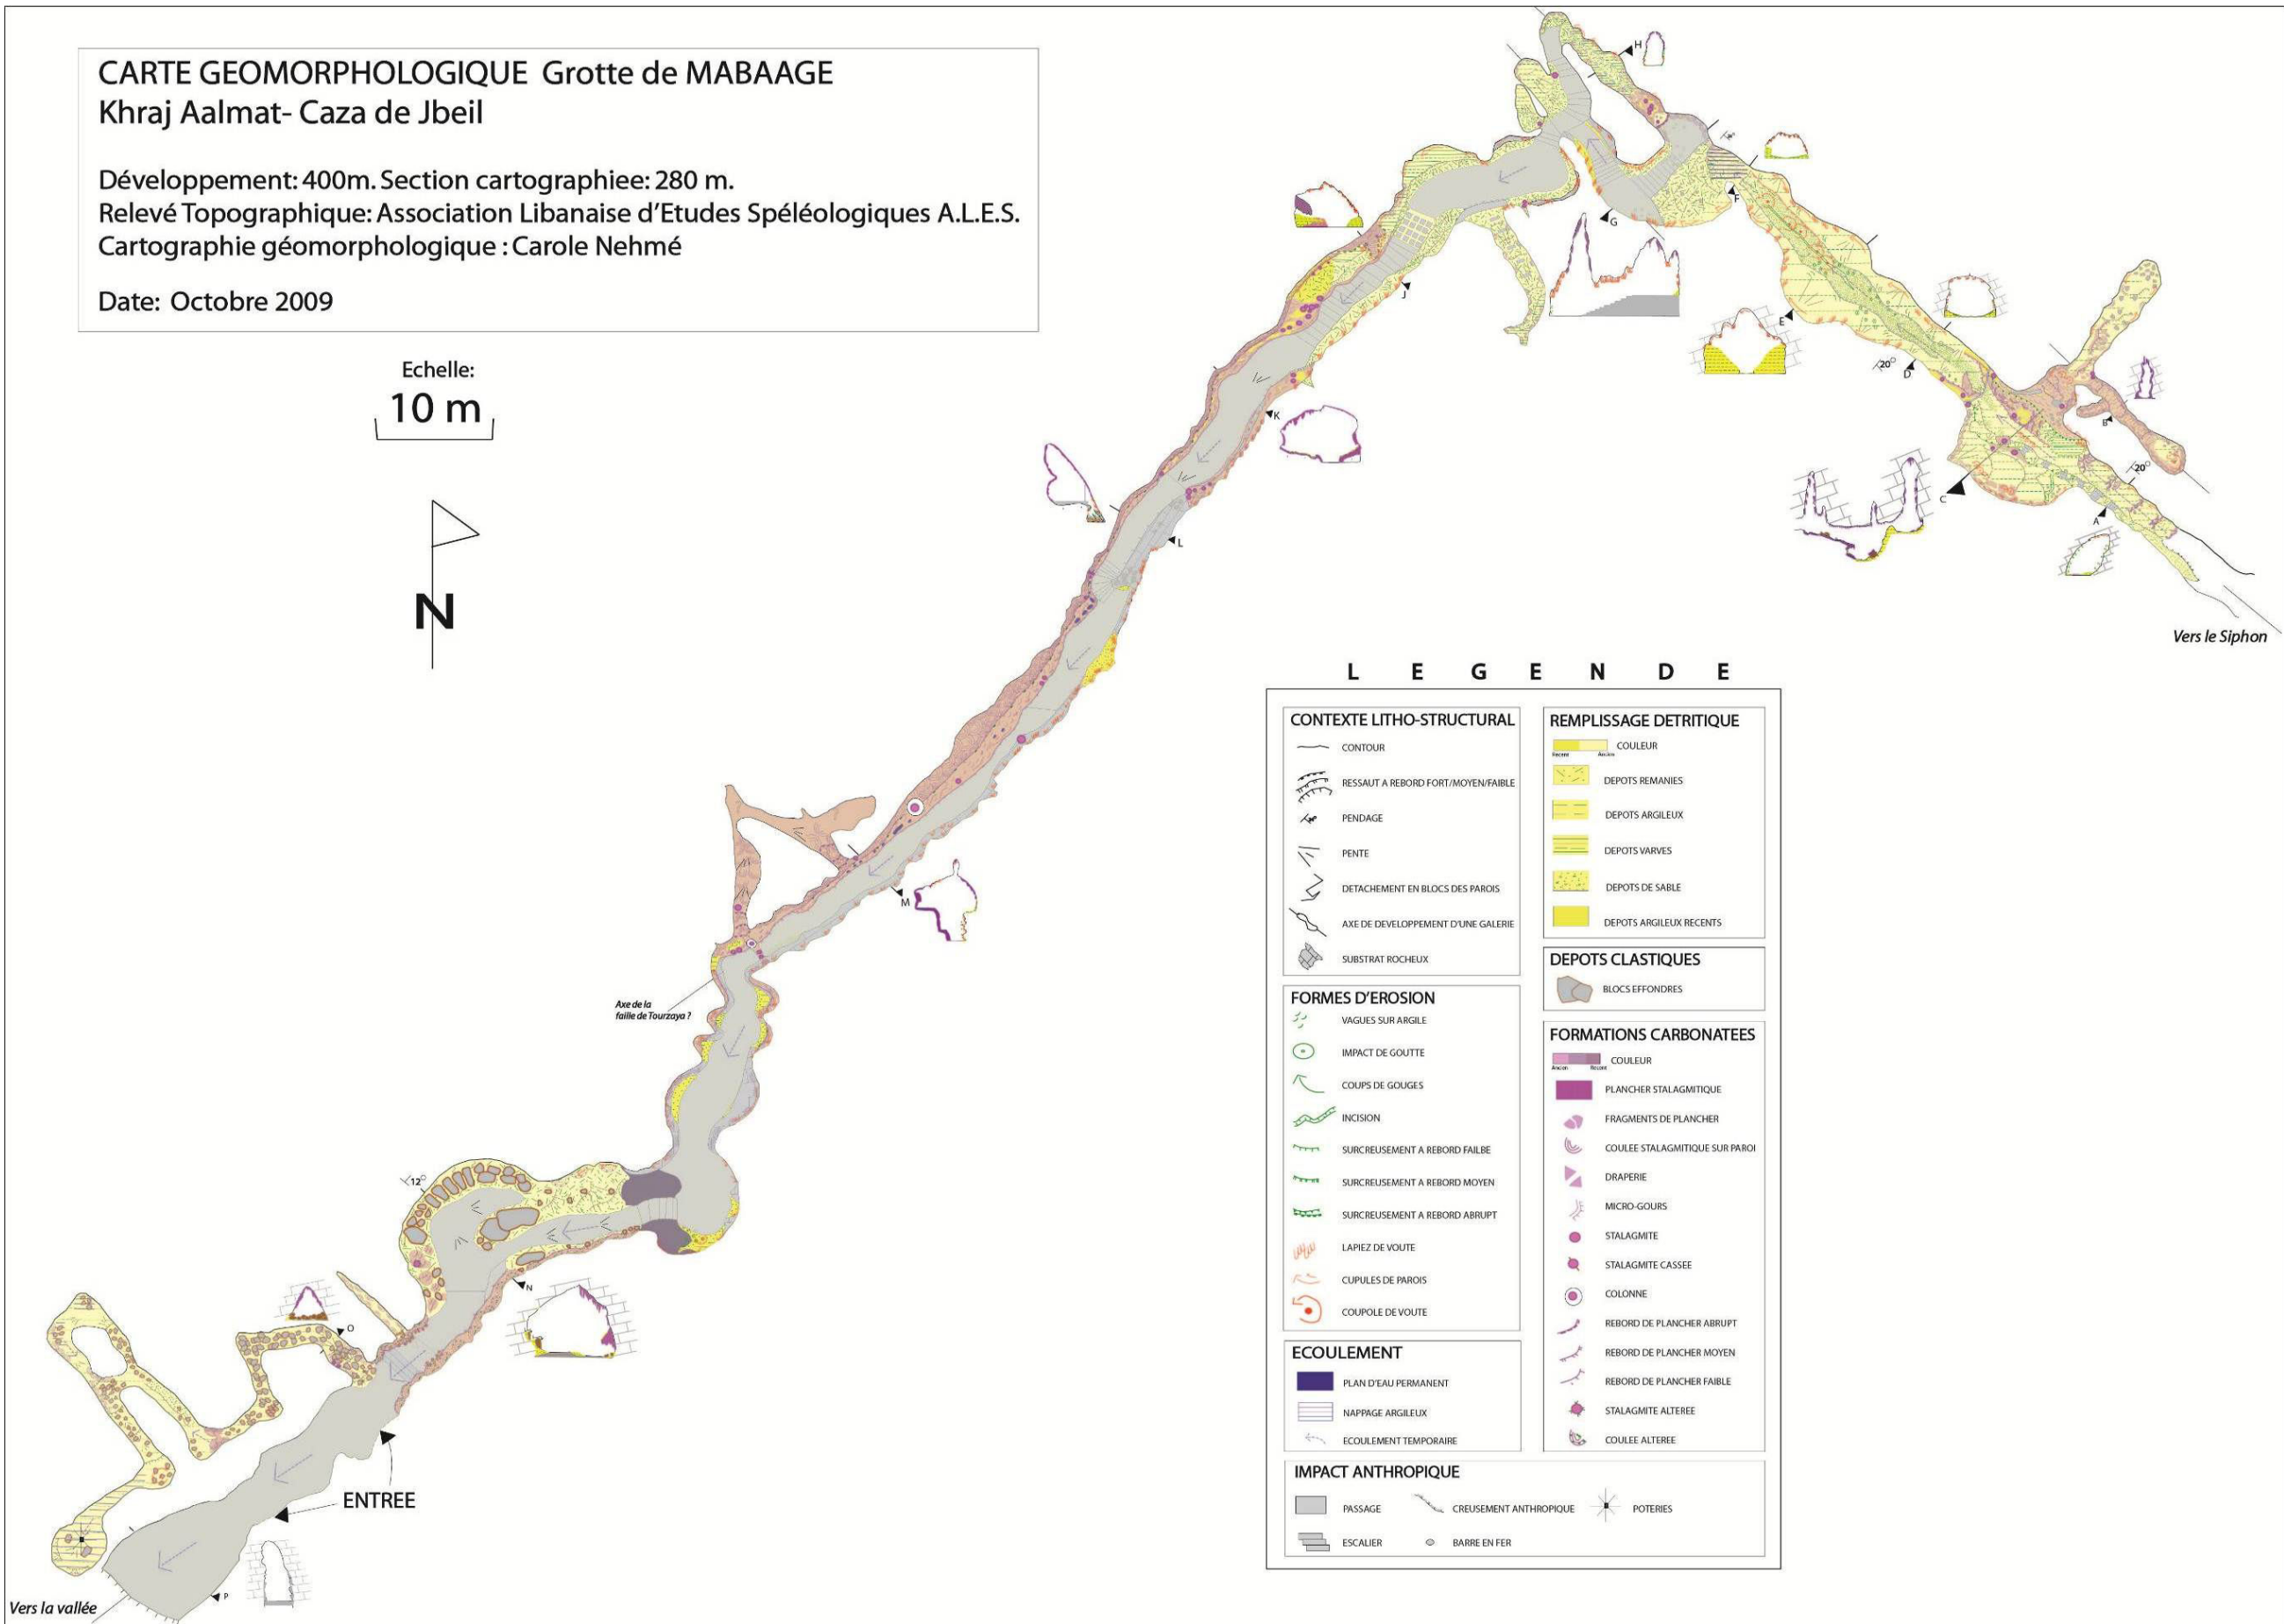 CARTE GEOMORPHOLOGIQUE Grotte de MABAAGE
Khraj Aalmat- Caza de Jbeil
Développement: 400m. Section cartographiee: 280 m.
Relevé Topographique: Association Libanaise d'Etudes Spéléologiques A.L.E.S.
Cartographie géomorphologique : Carole Nehmé
Date: Octobre 2009
Echelle:
10 m
N
H
F
G
E
J
20°
D
K
B
20°
C
A
L
Vers le Siphon
M
Axe de la
faille de Tourzaya ?
12°
N
O
ENTREE
P
Vers la vallée
L E G E N D E
CONTEXTE LITHO-STRUCTURAL
CONTOUR
RESSAUT A REBORD FORT/MOYEN/FAIBLE
PENDAGE
PENTE
DETACHEMENT EN BLOCS DES PAROIS
AXE DE DEVELOPPEMENT D'UNE GALERIE
SUBSTRAT ROCHEUX
FORMES D'EROSION
VAGUES SUR ARGILE
IMPACT DE GOUTTE
COUPS DE GOUGES
INCISION
SURCREUSEMENT A REBORD FAILBE
SURCREUSEMENT A REBORD MOYEN
SURCREUSEMENT A REBORD ABRUPT
LAPIEZ DE VOUTE
CUPULES DE PAROIS
COUPOLE DE VOUTE
ECOULEMENT
PLAN D'EAU PERMANENT
NAPPAGE ARGILEUX
ECOULEMENT TEMPORAIRE
REMPLISSAGE DETRITIQUE
COULEUR
Recent Ancien
DEPOTS REMANIES
DEPOTS ARGILEUX
DEPOTS VARVES
DEPOTS DE SABLE
DEPOTS ARGILEUX RECENTS
DEPOTS CLASTIQUES
BLOCS EFFONDRES
FORMATIONS CARBONATEES
COULEUR
Ancien Recent
PLANCHER STALAGMITIQUE
FRAGMENTS DE PLANCHER
COULEE STALAGMITIQUE SUR PAROI
DRAPERIE
MICRO-GOURS
STALAGMITE
STALAGMITE CASSEE
COLONNE
REBORD DE PLANCHER ABRUPT
REBORD DE PLANCHER MOYEN
REBORD DE PLANCHER FAIBLE
STALAGMITE ALTEREE
COULEE ALTEREE
IMPACT ANTHROPIQUE
PASSAGE
CREUSEMENT ANTHROPIQUE
POTERIES
ESCALIER
BARRE EN FER